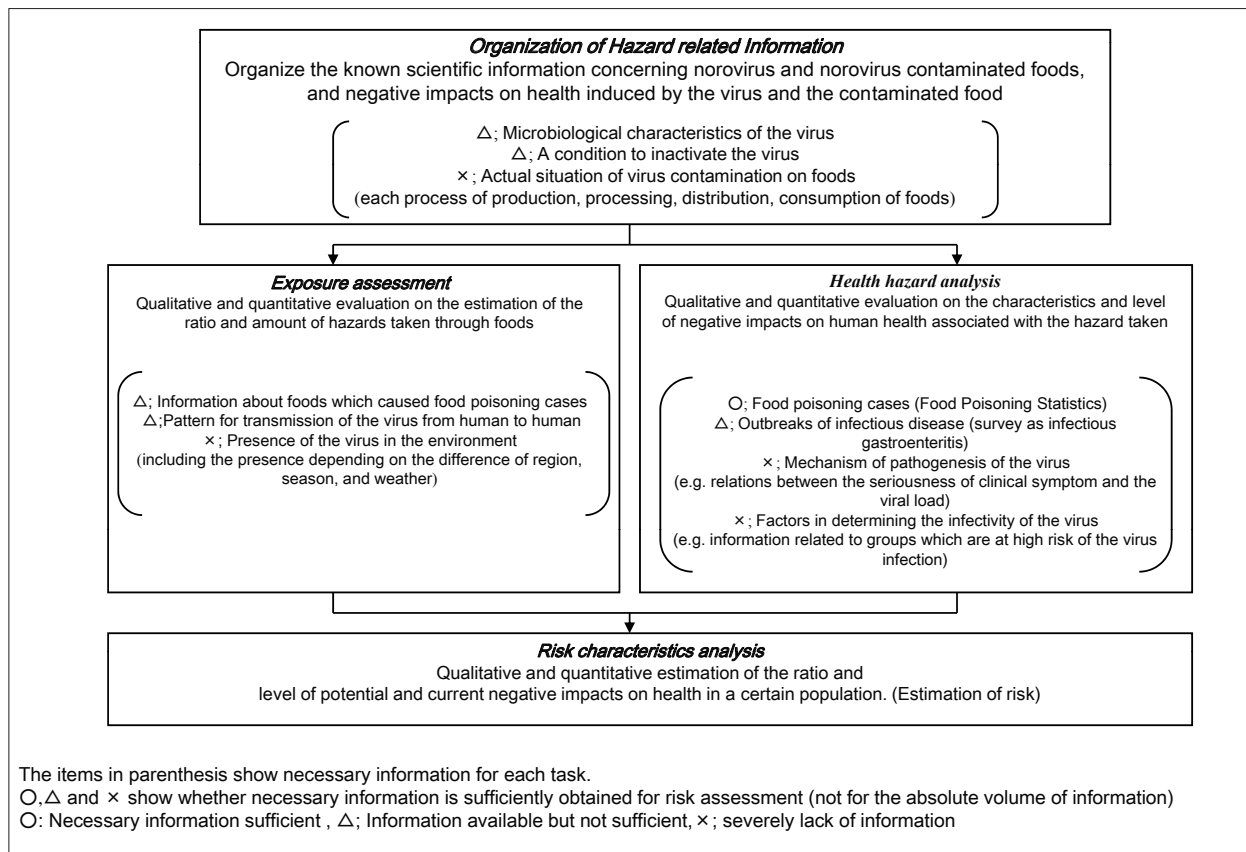 Organization of Hazard related Information
Organize the known scientific information concerning norovirus and norovirus contaminated foods,
and negative impacts on health induced by the virus and the contaminated food
△; Microbiological characteristics of the virus
△; A condition to inactivate the virus
×; Actual situation of virus contamination on foods
(each process of production, processing, distribution, consumption of foods)
Exposure assessment
Qualitative and quantitative evaluation on the estimation of the
ratio and amount of hazards taken through foods
△; Information about foods which caused food poisoning cases
△;Pattern for transmission of the virus from human to human
×; Presence of the virus in the environment
(including the presence depending on the difference of region,
season, and weather)
Health hazard analysis
Qualitative and quantitative evaluation on the characteristics and level
of negative impacts on human health associated with the hazard taken
○; Food poisoning cases (Food Poisoning Statistics)
△; Outbreaks of infectious disease (survey as infectious
gastroenteritis)
×; Mechanism of pathogenesis of the virus
(e.g. relations between the seriousness of clinical symptom and the
viral load)
×; Factors in determining the infectivity of the virus
(e.g. information related to groups which are at high risk of the virus
infection)
Risk characteristics analysis
Qualitative and quantitative estimation of the ratio and
level of potential and current negative impacts on health in a certain population. (Estimation of risk)
The items in parenthesis show necessary information for each task.
○,△ and × show whether necessary information is sufficiently obtained for risk assessment (not for the absolute volume of information)
○: Necessary information sufficient , △; Information available but not sufficient, ×; severely lack of information